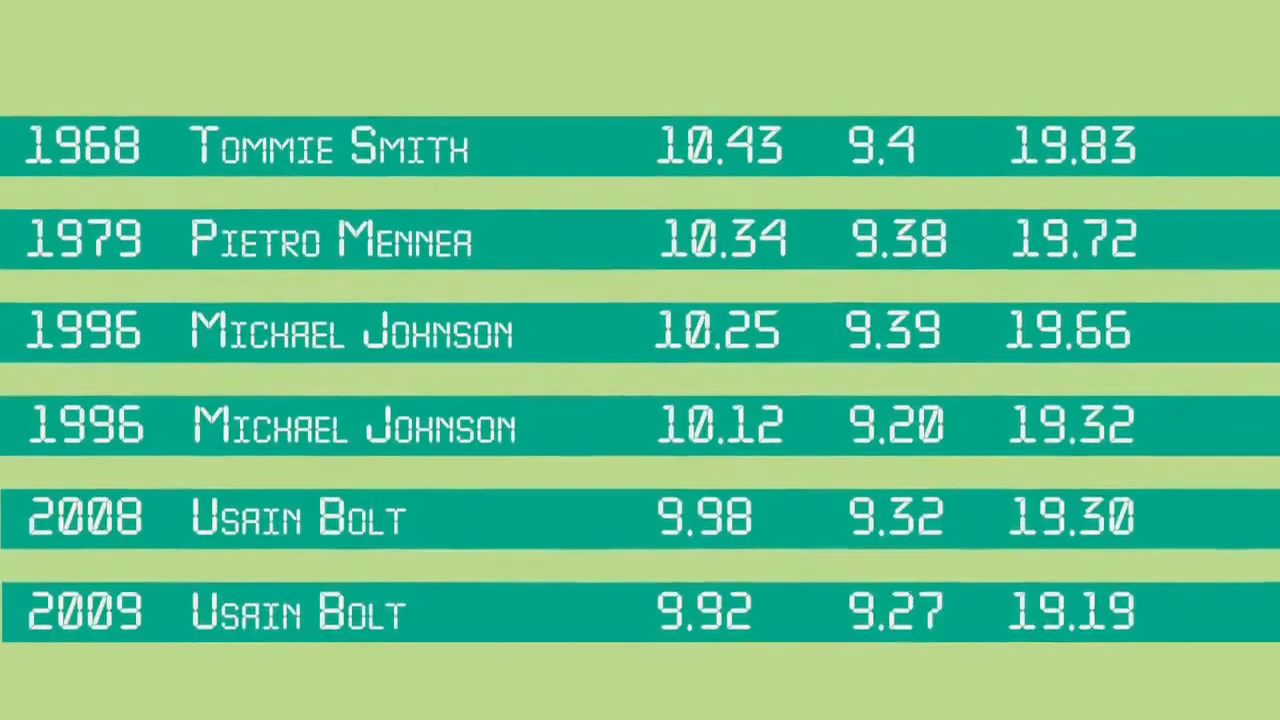 1968 Tommie Smith 10.43 9.4 19.83
1979 Pietro Mennea 10.34 9.38 19.72
1996 Michael Johnson 10.25 9.39 19.66
1996 Michael Johnson 10.12 9.20 19.32
2008 Usain Bolt 9.98 9.32 19.30
2009 Usain Bolt 9.92 9.27 19.19